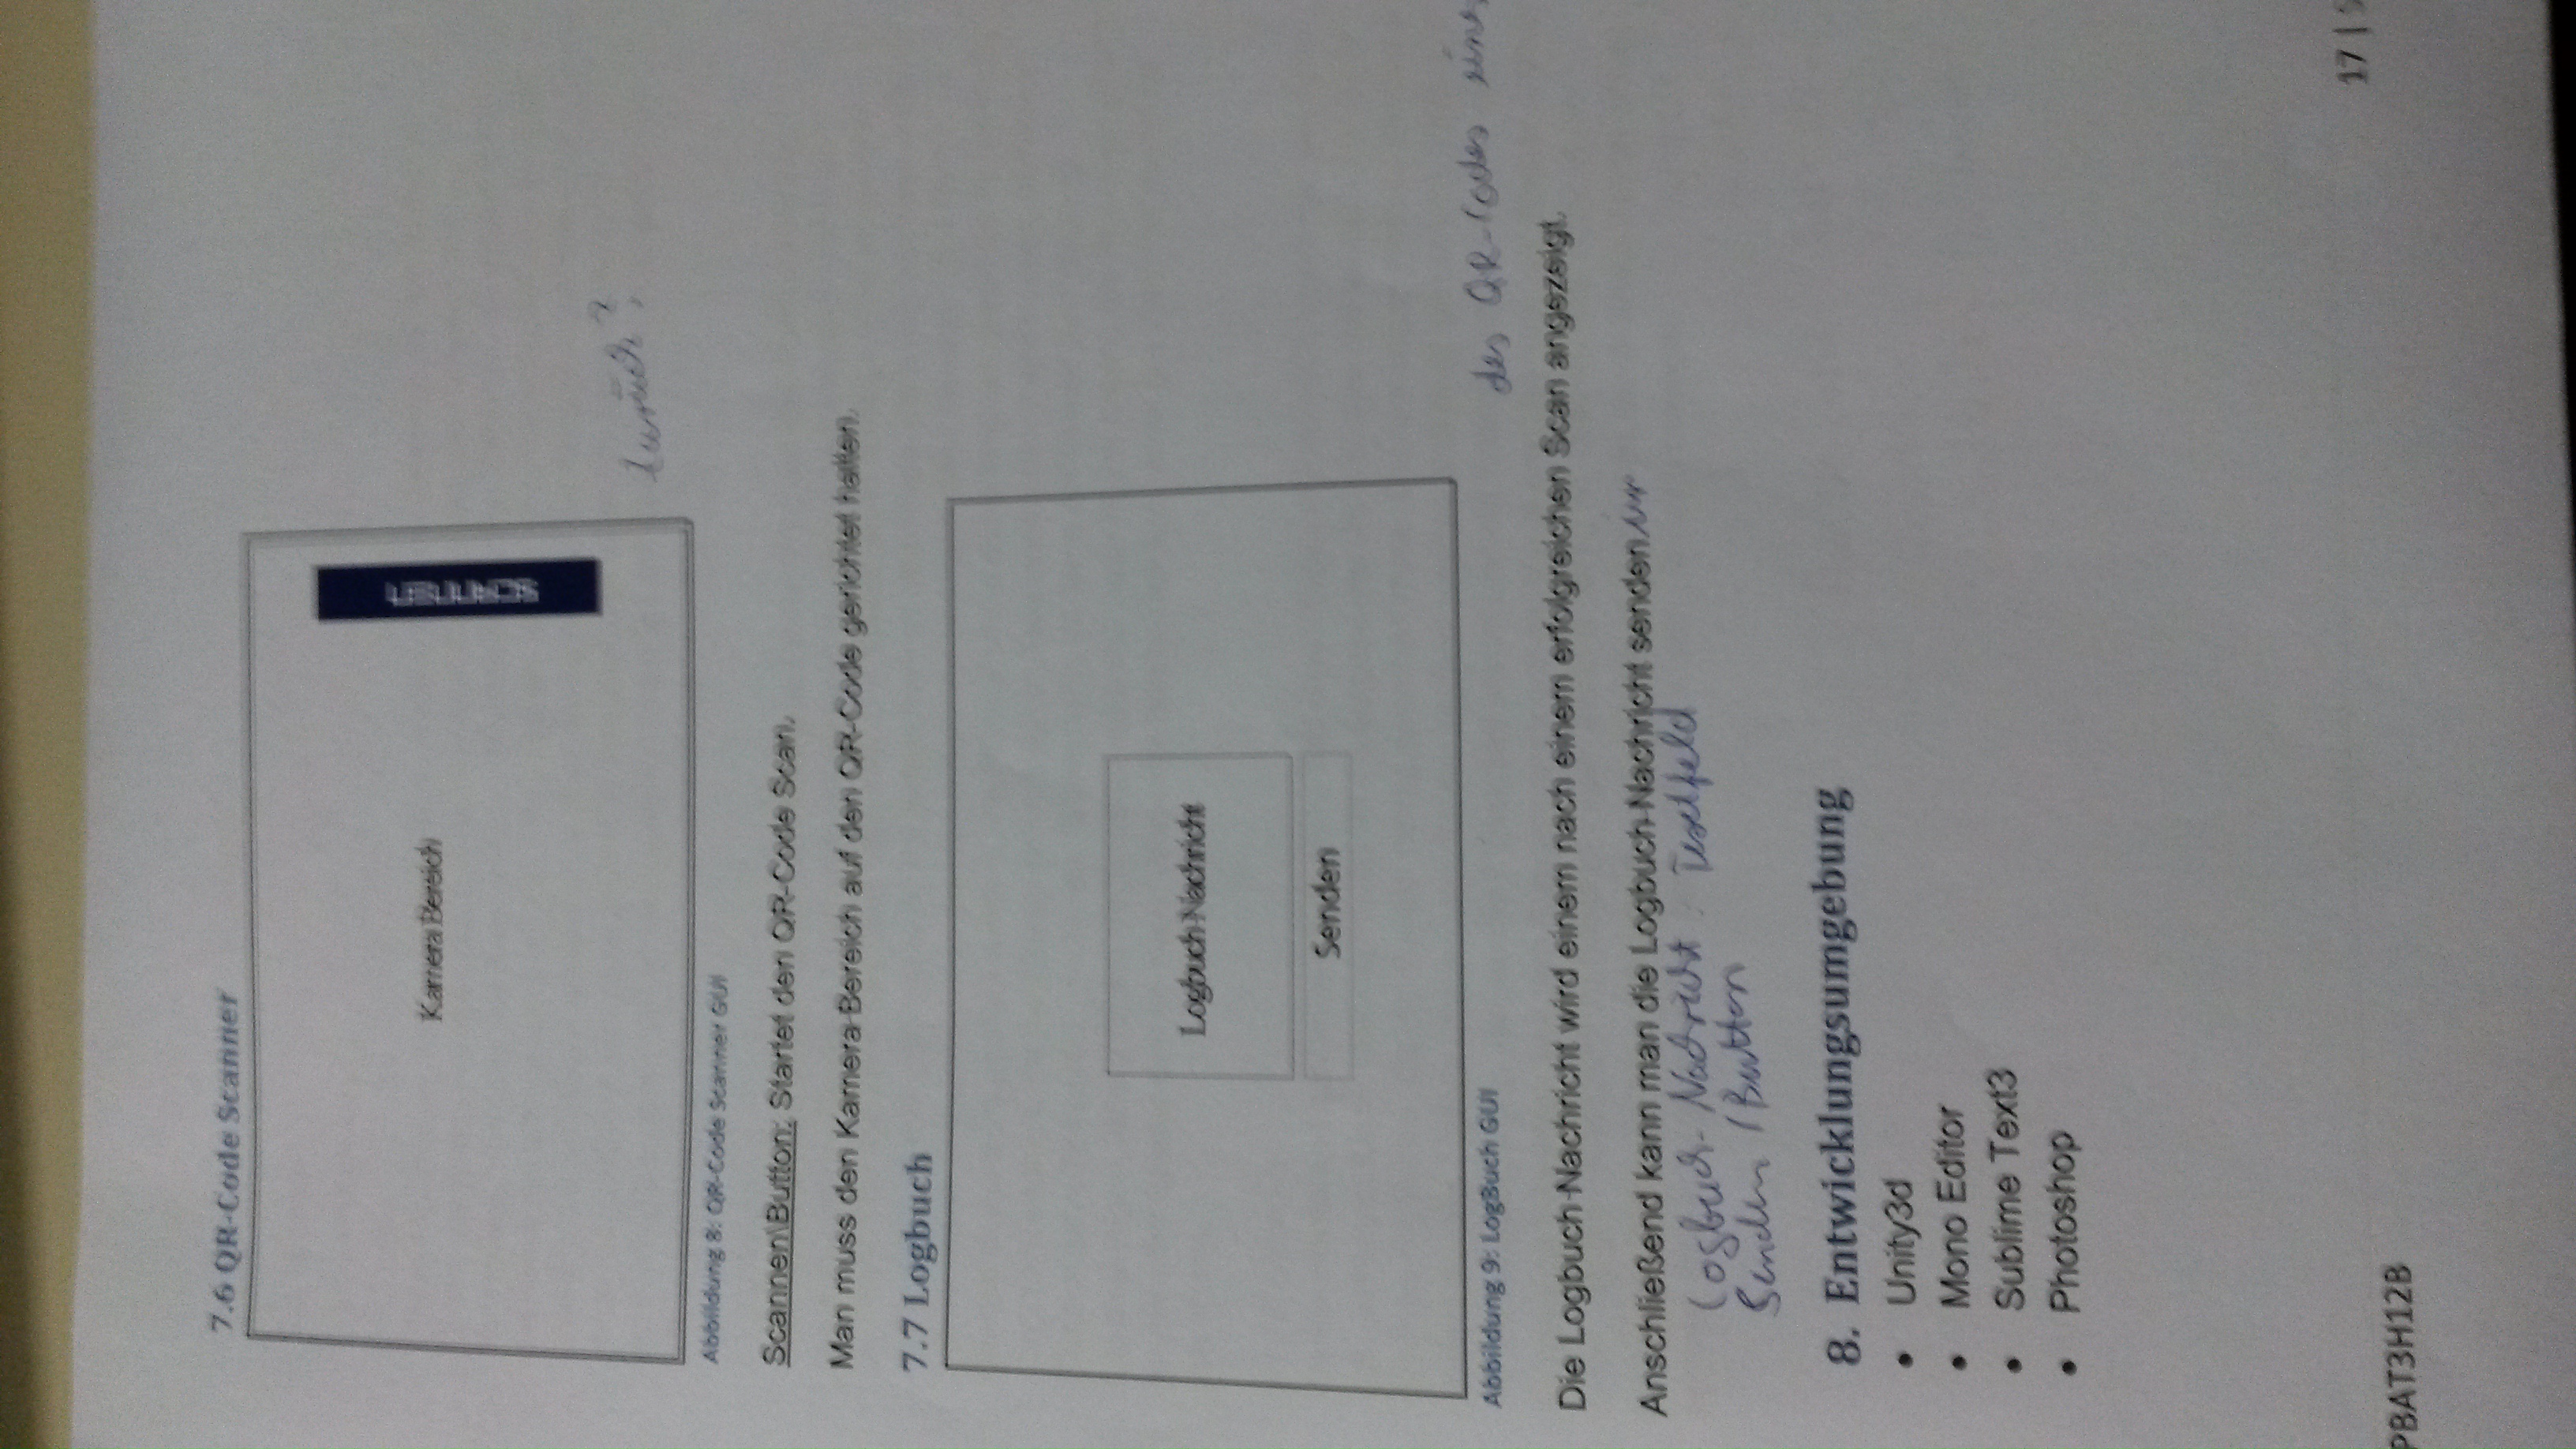 7.6 QR-Code Scanner
Kamera Bereich
scannen
zurück?
Abbildung 8: QR-Code Scanner GUI
Scannen\Button: Startet den QR-Code Scan.
Man muss den Kamera-Bereich auf den QR-Code gerichtet halten.
7.7 Logbuch
Logbuch-Nachricht
Senden
Abbildung 9: LogBuch GUI
des QR-Codes eines
Die Logbuch-Nachricht wird einem nach einem erfolgreichen Scan angezeigt.
Anschließend kann man die Logbuch-Nachricht senden
Logbuch-Nachricht: Textfeld
Senden \Button
8. Entwicklungsumgebung
• Unity3d
• Mono Editor
• Sublime Text3
• Photoshop
17 |
PBAT3H12B